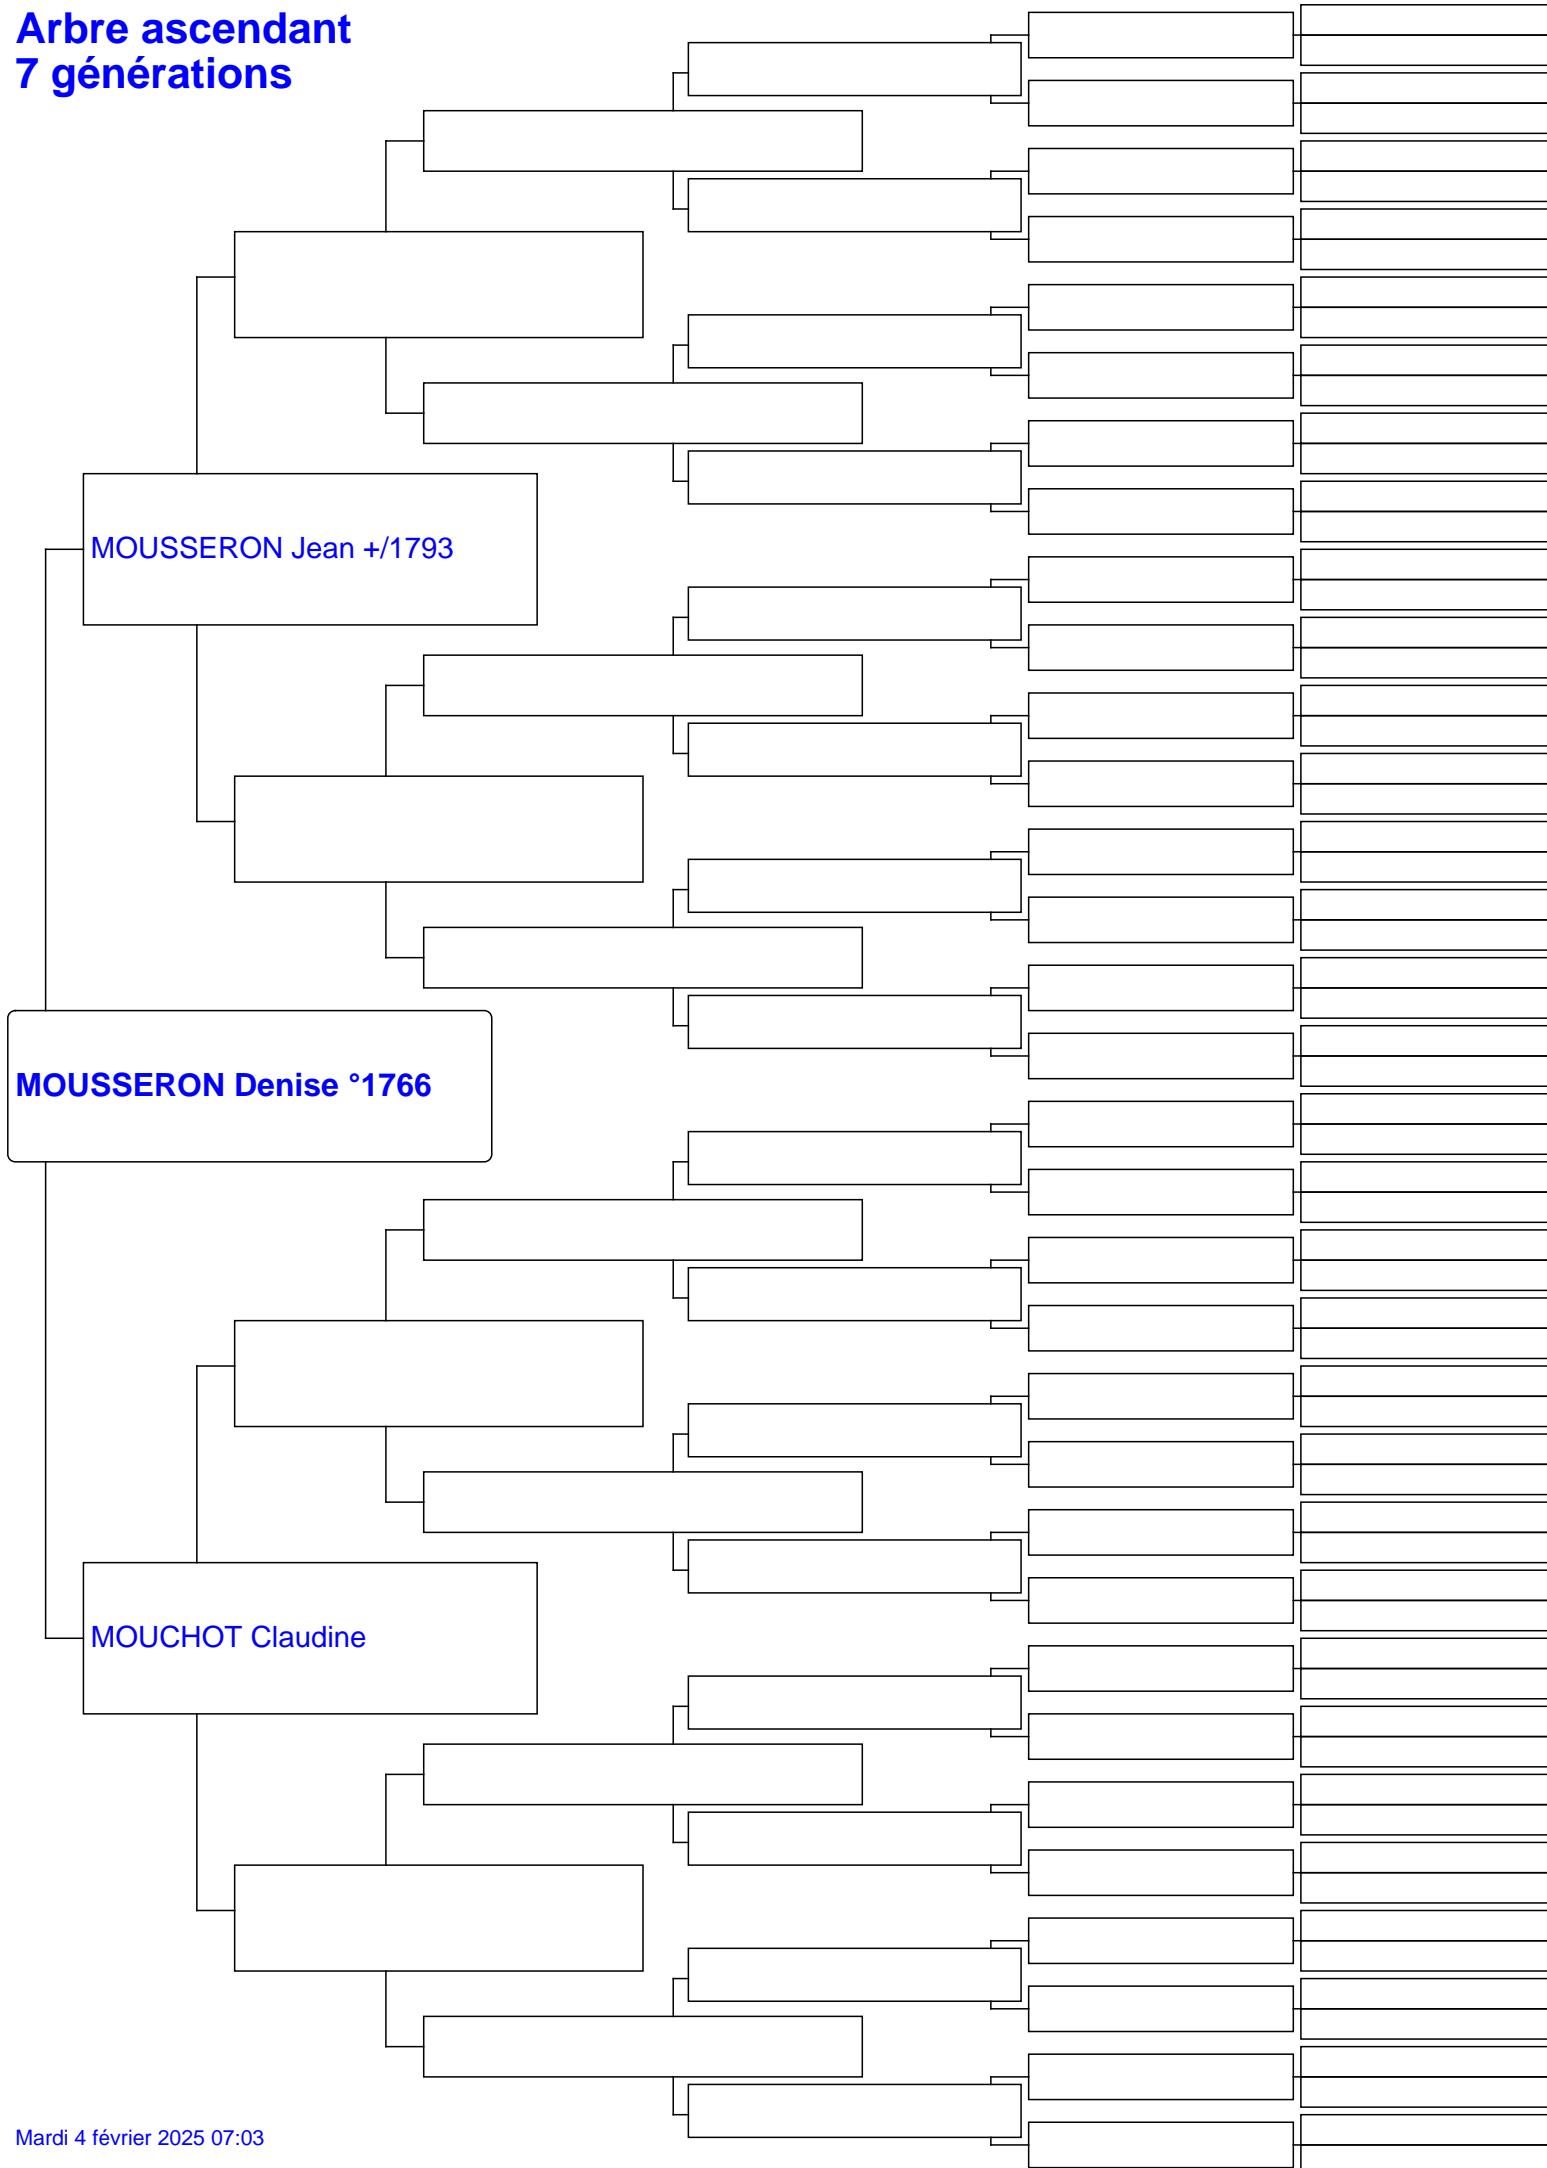 Arbre ascendant
7 générations
MOUSSERON Jean +/1793
MOUSSERON Denise °1766
MOUCHOT Claudine
Mardi 4 février 2025 07:03